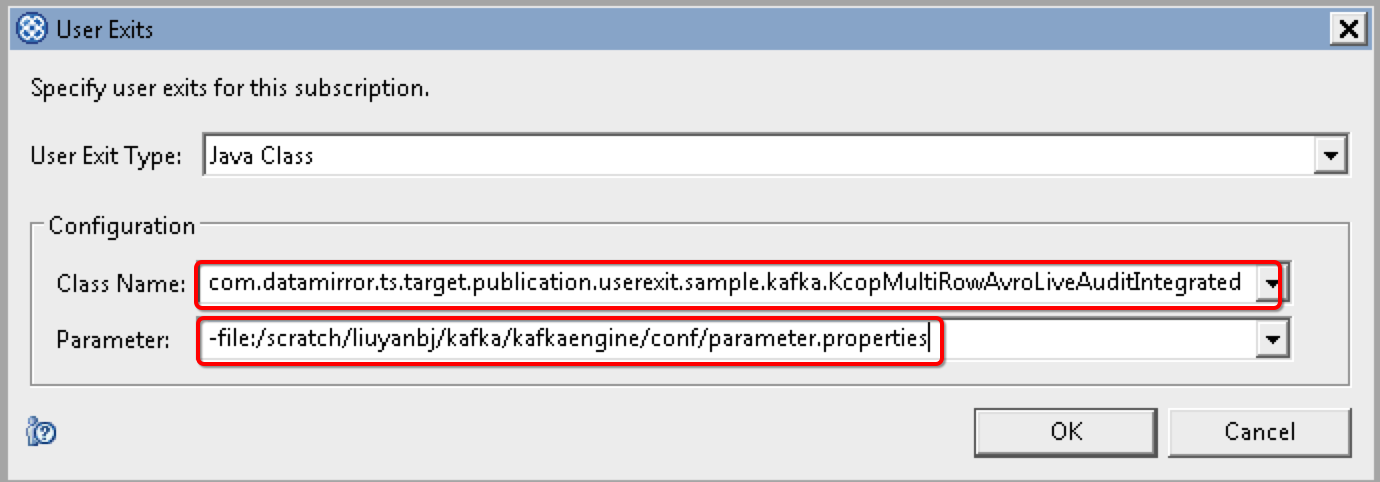 User Exits
Specify user exits for this subscription.
User Exit Type: Java Class
Configuration
Class Name: com.datamirror.ts.target.publication.userexit.sample.kafka.KcopMultiRowAvroLiveAuditIntegrated
Parameter: -file:/scratch/liuyanbj/kafka/kafkaengine/conf/parameter.properties
OK Cancel